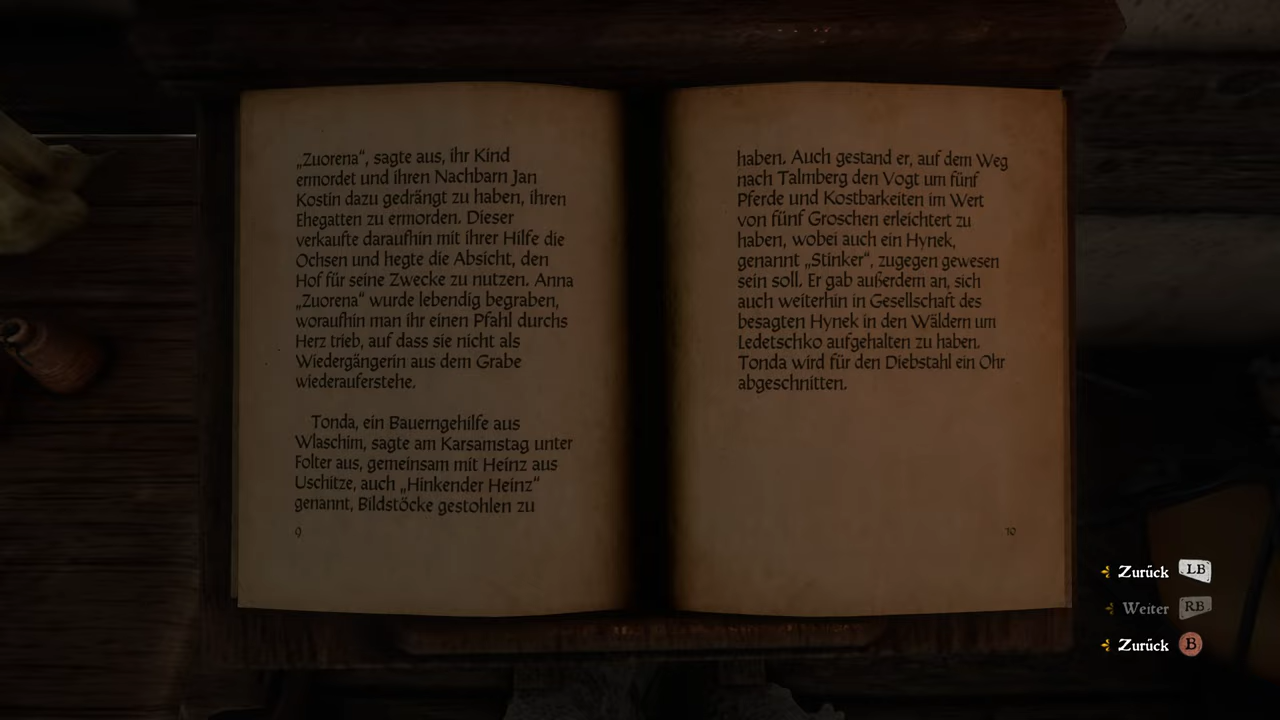 „Zuorena“, sagte aus, ihr Kind
ermordet und ihren Nachbarn Jan
Kostin dazu gedrängt zu haben, ihren
Ehegatten zu ermorden. Dieser
verkaufte daraufhin mit ihrer Hilfe die
Ochsen und hegte die Absicht, den
Hof für seine Zwecke zu nutzen. Anna
„Zuorena“ wurde lebendig begraben,
woraufhin man ihr einen Pfahl durchs
Herz trieb, auf dass sie nicht als
Wiedergängerin aus dem Grabe
wiederauferstehe.
Tonda, ein Bauerngehilfe aus
Wlaschim, sagte am Karsamstag unter
Folter aus, gemeinsam mit Heinz aus
Uschitze, auch „Hinkender Heinz“
genannt, Bildstöcke gestohlen zu
9
haben. Auch gestand er, auf dem Weg
nach Talmberg den Vogt um fünf
Pferde und Kostbarkeiten im Wert
von fünf Groschen erleichtert zu
haben, wobei auch ein Hynek,
genannt „Stinker“, zugegen gewesen
sein soll. Er gab außerdem an, sich
auch weiterhin in Gesellschaft des
besagten Hynek in den Wäldern um
Ledetschko aufgehalten zu haben.
Tonda wird für den Diebstahl ein Ohr
abgeschnitten.
10
Zurück LB
Weiter RB
Zurück B